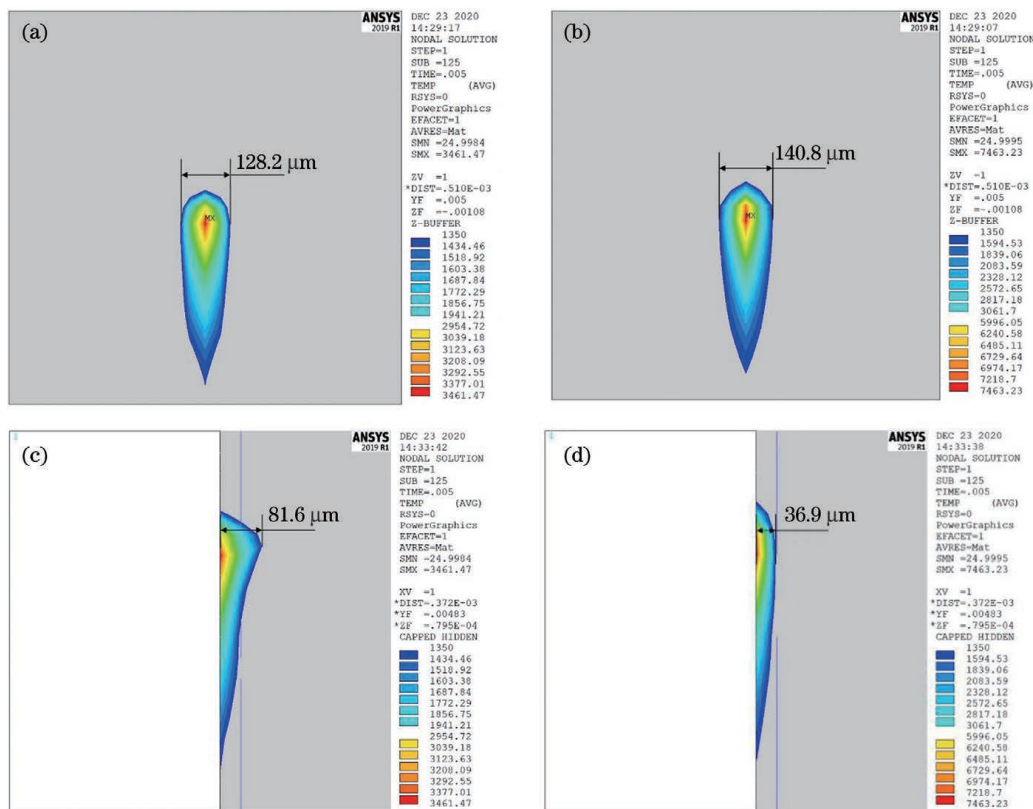 (a)
128.2 μm
MX
ANSYS
2019 R1
DEC 23 2020
14:29:17
NODAL SOLUTION
STEP=1
SUB =125
TIME=.005
TEMP (AVG)
RSYS=0
PowerGraphics
EFACET=1
AVRES=Mat
SMN =24.9984
SMX =3461.47
ZV =1
*DIST=.510E-03
YF =.005
ZF =-.00108
Z-BUFFER
1350
1434.46
1518.92
1603.38
1687.84
1772.29
1856.75
1941.21
2954.72
3039.18
3123.63
3208.09
3292.55
3377.01
3461.47
(b)
140.8 μm
MX
ANSYS
2019 R1
DEC 23 2020
14:29:07
NODAL SOLUTION
STEP=1
SUB =125
TIME=.005
TEMP (AVG)
RSYS=0
PowerGraphics
EFACET=1
AVRES=Mat
SMN =24.9995
SMX =7463.23
ZV =1
*DIST=.510E-03
YF =.005
ZF =-.00108
Z-BUFFER
1350
1594.53
1839.06
2083.59
2328.12
2572.65
2817.18
3061.7
5996.05
6240.58
6485.11
6729.64
6974.17
7218.7
7463.23
1
(c)
81.6 μm
ANSYS
2019 R1
DEC 23 2020
14:33:42
NODAL SOLUTION
STEP=1
SUB =125
TIME=.005
TEMP (AVG)
RSYS=0
PowerGraphics
EFACET=1
AVRES=Mat
SMN =24.9984
SMX =3461.47
XV =1
*DIST=.372E-03
*YF =.00483
*ZF =.795E-04
CAPPED HIDDEN
1350
1434.46
1518.92
1603.38
1687.84
1772.29
1856.75
1941.21
2954.72
3039.18
3123.63
3208.09
3292.55
3377.01
3461.47
1
(d)
36.9 μm
ANSYS
2019 R1
DEC 23 2020
14:33:38
NODAL SOLUTION
STEP=1
SUB =125
TIME=.005
TEMP (AVG)
RSYS=0
PowerGraphics
EFACET=1
AVRES=Mat
SMN =24.9995
SMX =7463.23
XV =1
*DIST=.372E-03
*YF =.00483
*ZF =.795E-04
CAPPED HIDDEN
1350
1594.53
1839.06
2083.59
2328.12
2572.65
2817.18
3061.7
5996.05
6240.58
6485.11
6729.64
6974.17
7218.7
7463.23